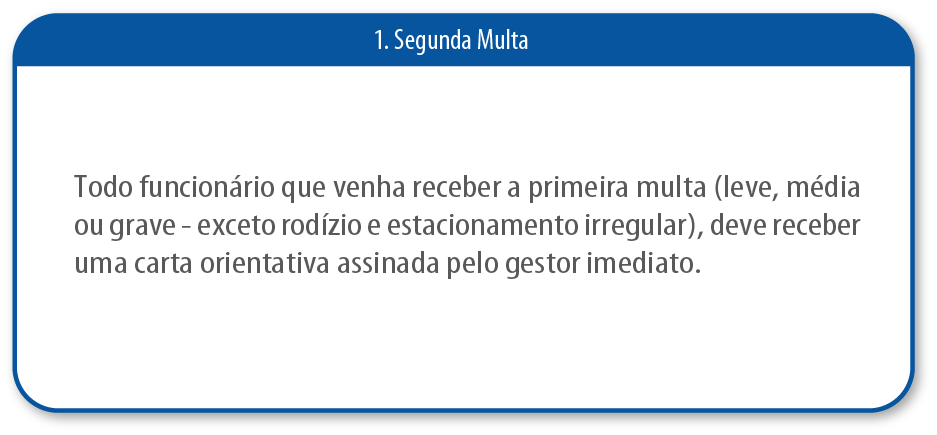 1. Segunda Multa
Todo funcionário que venha receber a primeira multa (leve, média
ou grave - exceto rodízio e estacionamento irregular), deve receber
uma carta orientativa assinada pelo gestor imediato.